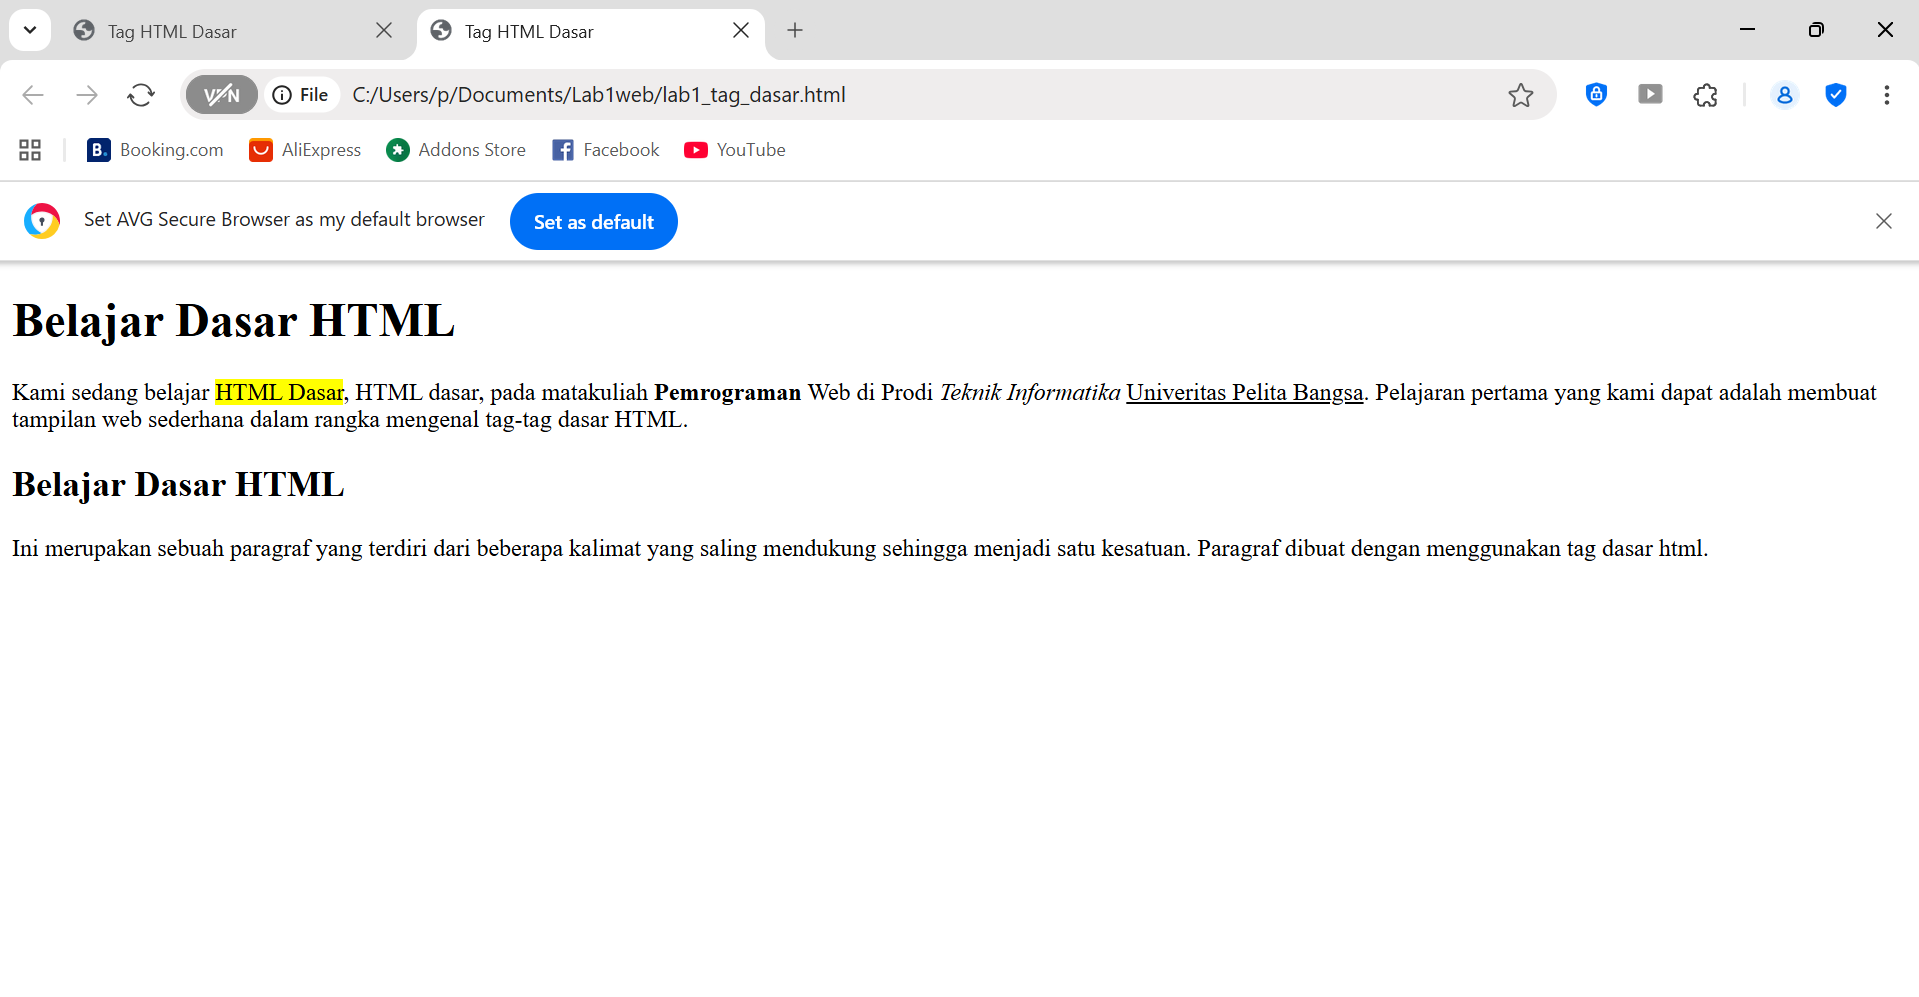 Tag HTML Dasar
Tag HTML Dasar
VPN
File
C:/Users/p/Documents/Lab1web/lab1_tag_dasar.html
B. Booking.com
AliExpress
Addons Store
Facebook
YouTube
Set AVG Secure Browser as my default browser
Set as default
Belajar Dasar HTML
Kami sedang belajar HTML Dasar, HTML dasar, pada matakuliah Pemrograman Web di Prodi Teknik Informatika Univeritas Pelita Bangsa. Pelajaran pertama yang kami dapat adalah membuat
tampilan web sederhana dalam rangka mengenal tag-tag dasar HTML.
Belajar Dasar HTML
Ini merupakan sebuah paragraf yang terdiri dari beberapa kalimat yang saling mendukung sehingga menjadi satu kesatuan. Paragraf dibuat dengan menggunakan tag dasar html.